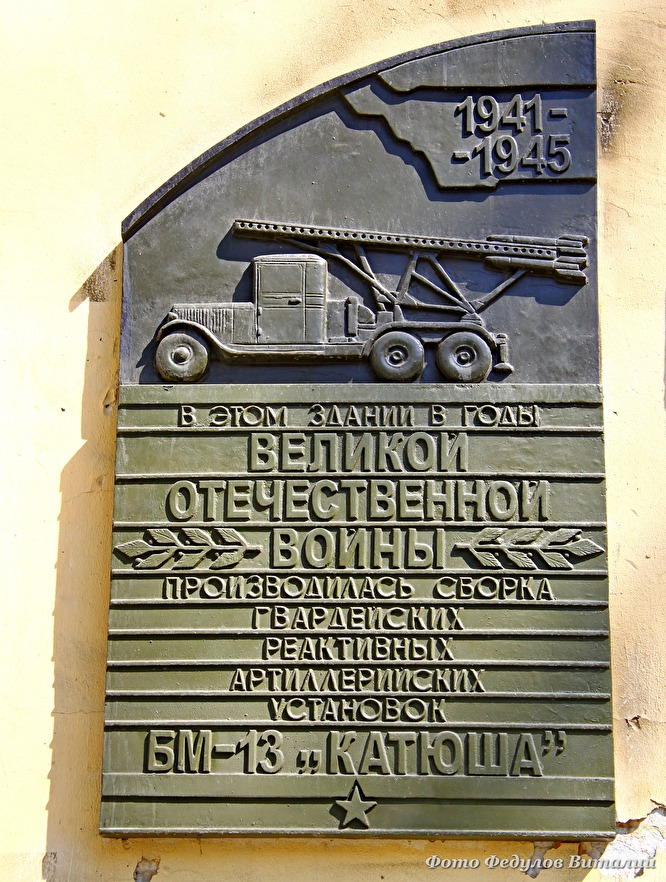 1941-
-1945
В ЭТОМ ЗДАНИИ В ГОДЫ
ВЕЛИКОЙ
ОТЕЧЕСТВЕННОЙ
ВОЙНЫ
ПРОИЗВОДИЛАСЬ СБОРКА
ГВАРДЕЙСКИХ
РЕАКТИВНЫХ
АРТИЛЛЕРИЙСКИХ
УСТАНОВОК
БМ-13 „КАТЮША”
Фото Федулов Виталий